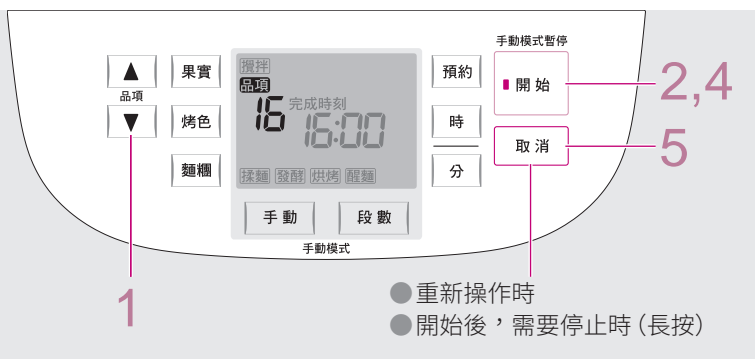 手動模式暫停
▲
品項
▼
果實
烤色
麵糰
攪拌
品項
16
完成時刻
16:00
揉麵 發酵 烘烤 醒麵
手動
段數
手動模式
預約
時
分
開始
取消
2,4
5
1
●重新操作時
●開始後，需要停止時（長按）